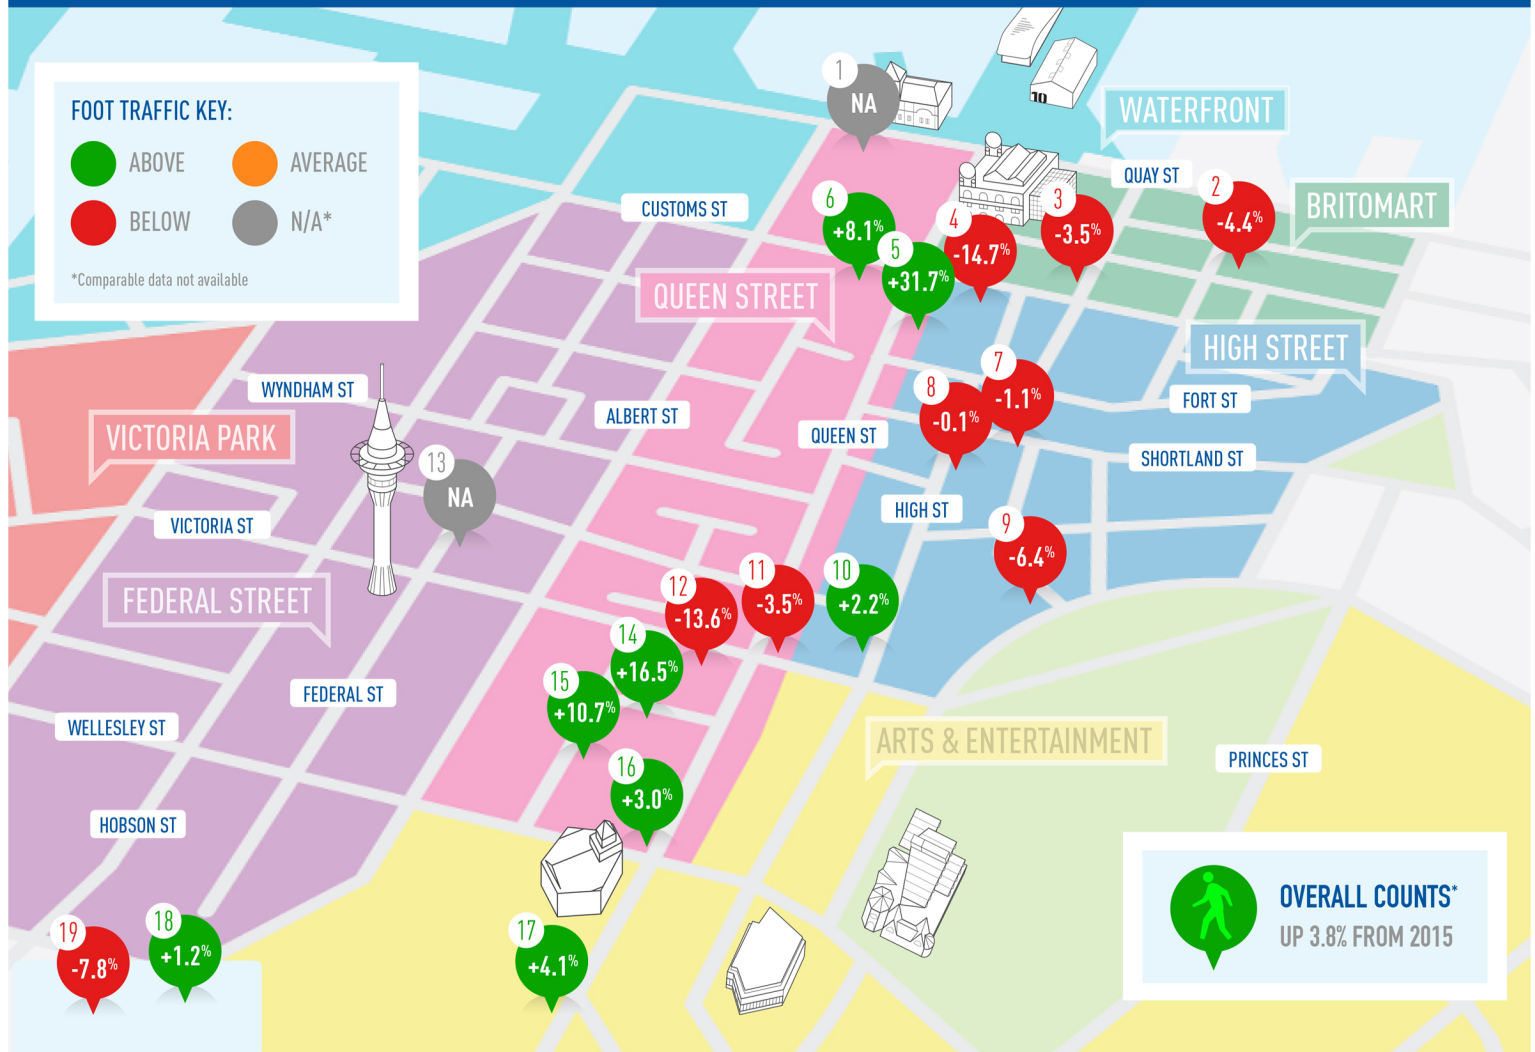 FOOT TRAFFIC KEY:
ABOVE
AVERAGE
BELOW
N/A*
*Comparable data not available
1
NA
10
WATERFRONT
QUAY ST
2
-4.4%
BRITOMART
CUSTOMS ST
6
+8.1%
5
+31.7%
4
-14.7%
3
-3.5%
QUEEN STREET
HIGH STREET
WYNDHAM ST
ALBERT ST
QUEEN ST
8
-0.1%
7
-1.1%
FORT ST
VICTORIA PARK
13
NA
SHORTLAND ST
VICTORIA ST
HIGH ST
9
-6.4%
FEDERAL STREET
12
-13.6%
11
-3.5%
10
+2.2%
14
+16.5%
15
+10.7%
FEDERAL ST
WELLESLEY ST
ARTS & ENTERTAINMENT
PRINCES ST
16
+3.0%
HOBSON ST
19
-7.8%
18
+1.2%
17
+4.1%
OVERALL COUNTS*
UP 3.8% FROM 2015